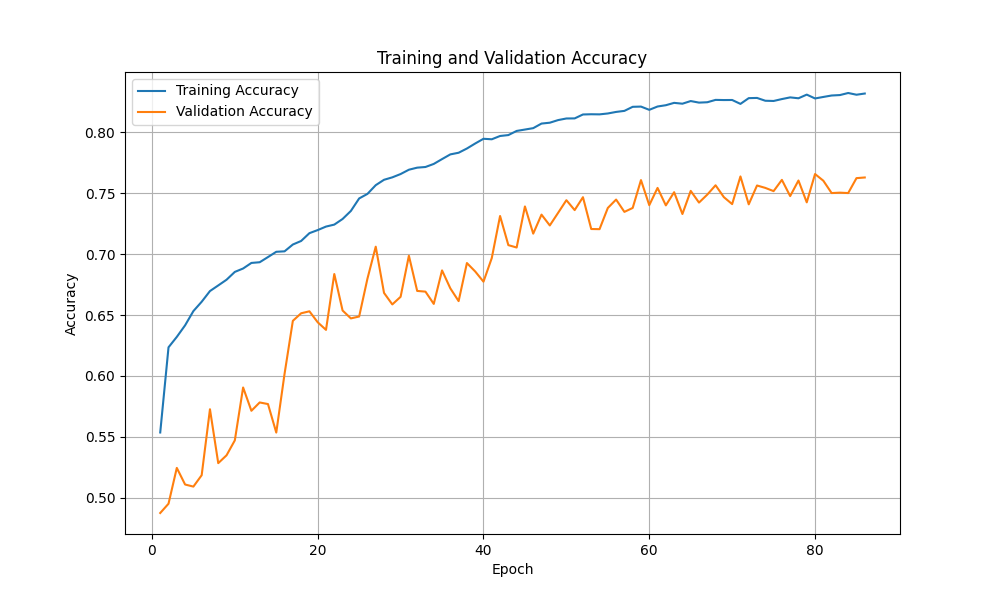 Training and Validation Accuracy
Training Accuracy
Validation Accuracy
Accuracy
0.80
0.75
0.70
0.65
0.60
0.55
0.50
0 20 40 60 80
Epoch